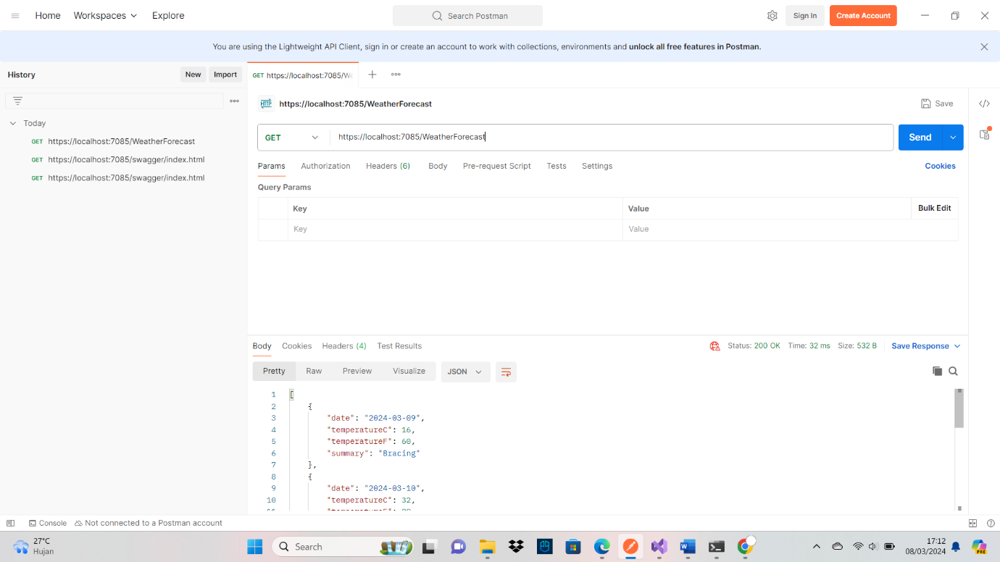 Home Workspaces Explore
Search Postman
Sign In Create Account
You are using the Lightweight API Client, sign in or create an account to work with collections, environments and unlock all free features in Postman.
History New Import
GET https://localhost:7085/We
HTTP https://localhost:7085/WeatherForecast Save
Today
GET https://localhost:7085/WeatherForecast
GET https://localhost:7085/swagger/index.html
GET https://localhost:7085/swagger/index.html
GET https://localhost:7085/WeatherForecast Send
Params Authorization Headers (6) Body Pre-request Script Tests Settings Cookies
Query Params
Key Value Bulk Edit
Key Value
Body Cookies Headers (4) Test Results Status: 200 OK Time: 32 ms Size: 532 B Save Response
Pretty Raw Preview Visualize JSON
1 [
2 {
3 "date": "2024-03-09",
4 "temperatureC": 16,
5 "temperatureF": 60,
6 "summary": "Bracing"
7 },
8 {
9 "date": "2024-03-10",
10 "temperatureC": 32,
Console Not connected to a Postman account
27°C
Hujan
Search
17:12
08/03/2024
PRE